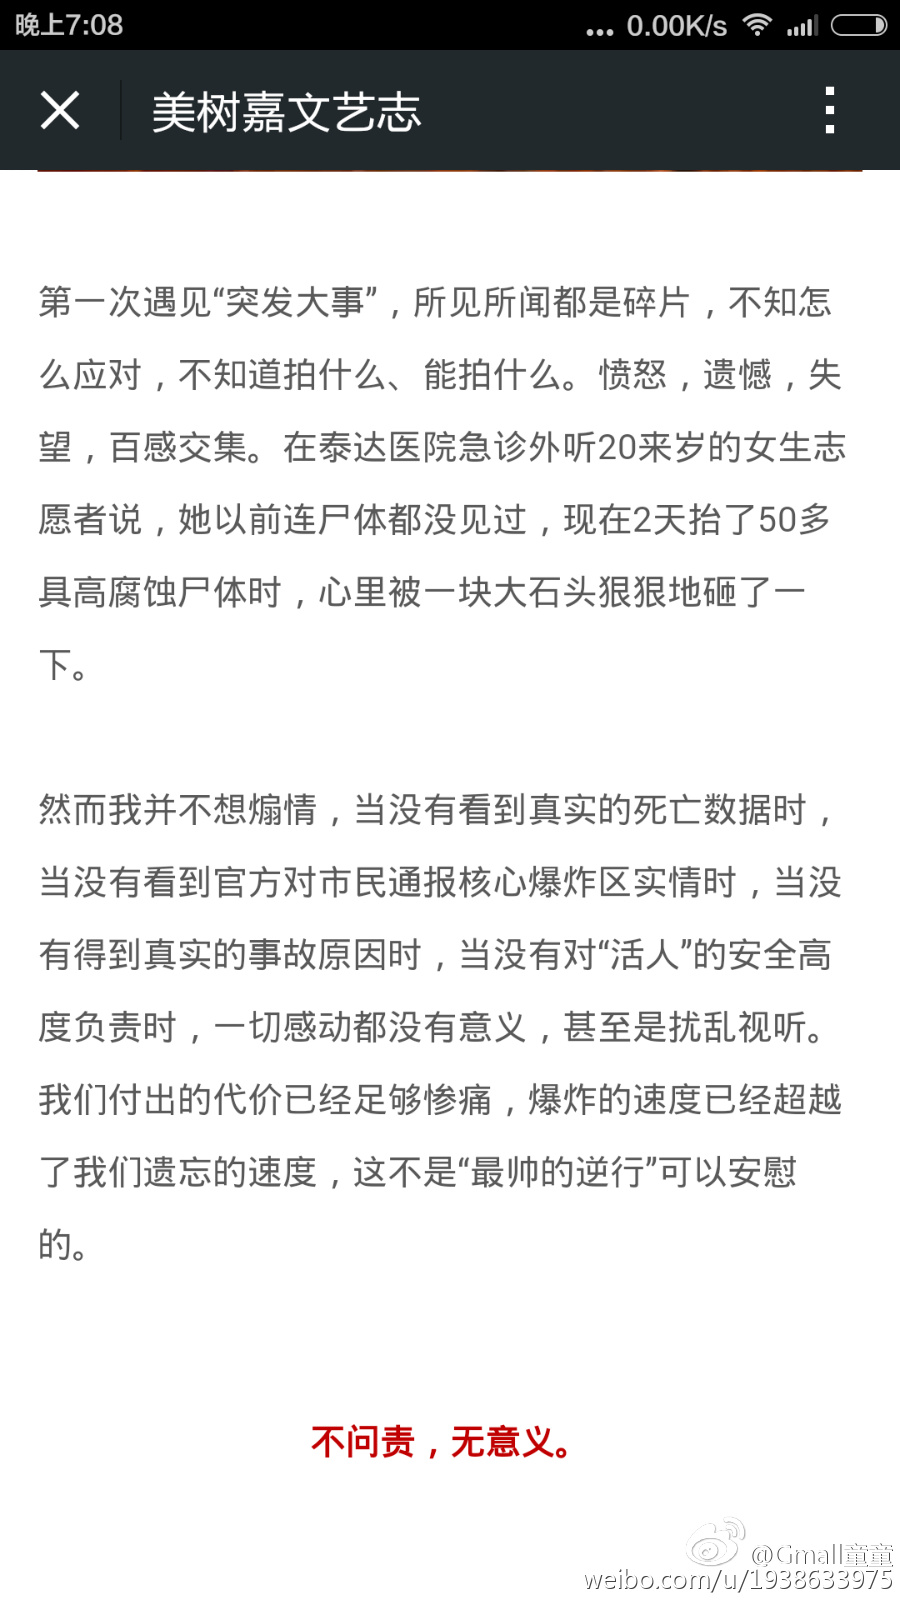 晚上7:08
... 0.00K/s
美树嘉文艺志
第一次遇见“突发大事”，所见所闻都是碎片，不知怎
么应对，不知道拍什么、能拍什么。愤怒，遗憾，失
望，百感交集。在泰达医院急诊外听20来岁的女生志
愿者说，她以前连尸体都没见过，现在2天抬了50多
具高腐蚀尸体时，心里被一块大石头狠狠地砸了一
下。
然而我并不想煽情，当没有看到真实的死亡数据时，
当没有看到官方对市民通报核心爆炸区实情时，当没
有得到真实的事故原因时，当没有对“活人”的安全高
度负责时，一切感动都没有意义，甚至是扰乱视听。
我们付出的代价已经足够惨痛，爆炸的速度已经超越
了我们遗忘的速度，这不是“最帅的逆行”可以安慰
的。
不问责，无意义。
@Gmall童童
weibo.com/u/1938633975